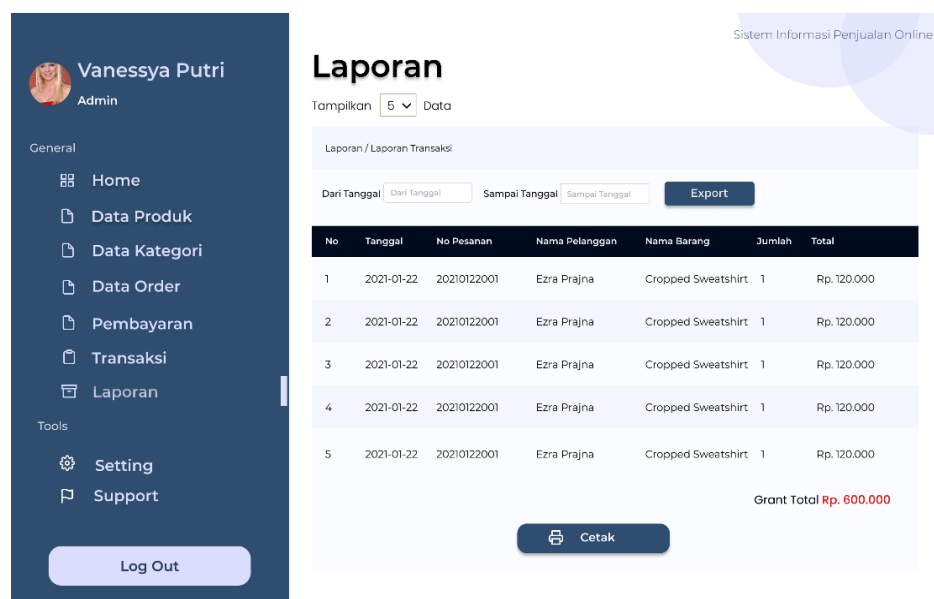 Sistem Informasi Penjualan Online
Vanessya Putri
Admin
General
Home
Data Produk
Data Kategori
Data Order
Pembayaran
Transaksi
Laporan
Tools
Setting
Support
Log Out
Laporan
Tampilkan 5 Data
Laporan / Laporan Transaksi
Dari Tanggal Dari Tanggal Sampai Tanggal Sampai Tanggal Export
No Tanggal No Pesanan Nama Pelanggan Nama Barang Jumlah Total
1 2021-01-22 20210122001 Ezra Prajna Cropped Sweatshirt 1 Rp. 120.000
2 2021-01-22 20210122001 Ezra Prajna Cropped Sweatshirt 1 Rp. 120.000
3 2021-01-22 20210122001 Ezra Prajna Cropped Sweatshirt 1 Rp. 120.000
4 2021-01-22 20210122001 Ezra Prajna Cropped Sweatshirt 1 Rp. 120.000
5 2021-01-22 20210122001 Ezra Prajna Cropped Sweatshirt 1 Rp. 120.000
Grant Total Rp. 600.000
Cetak